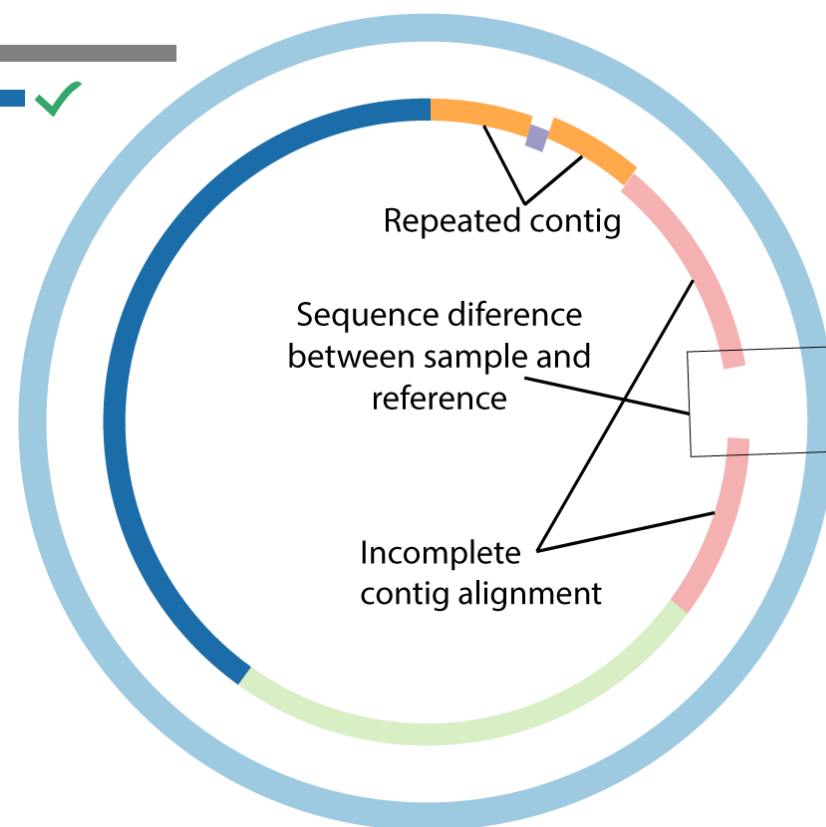 Repeated contig
Sequence diference
between sample and
reference
Incomplete
contig alignment